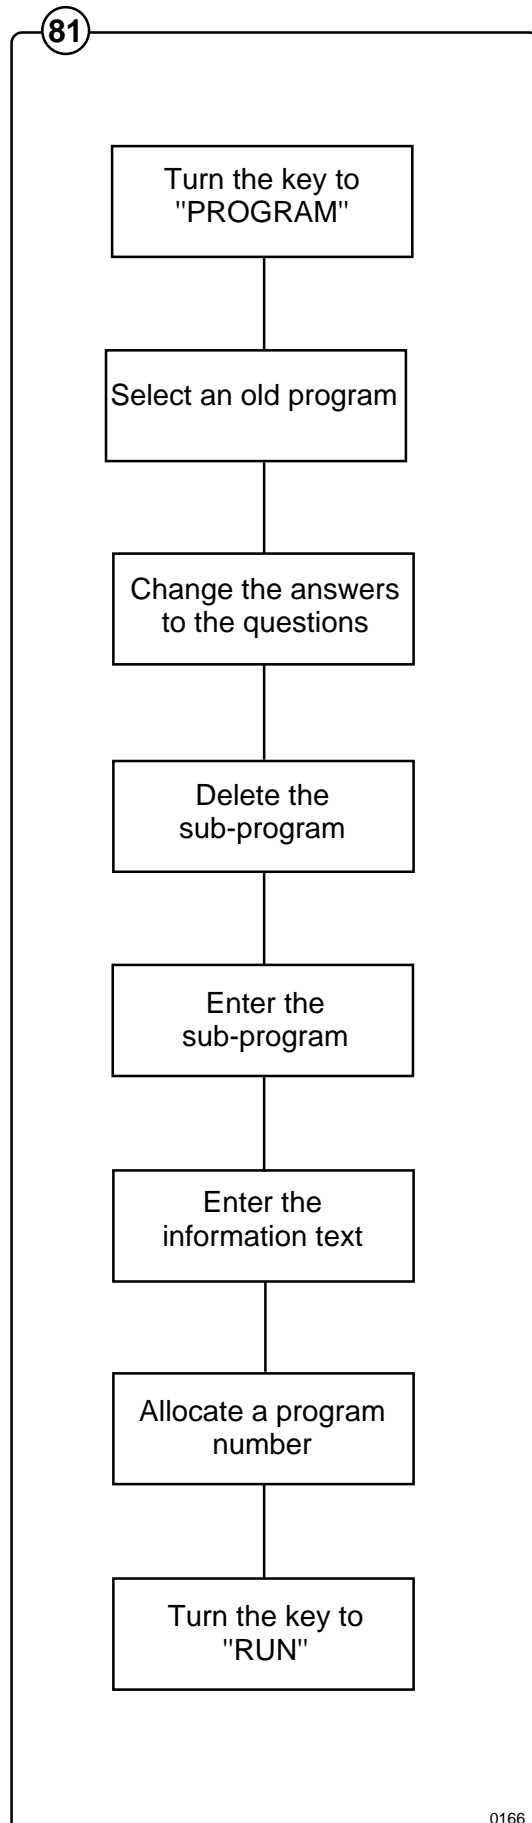 81
Turn the key to
"PROGRAM"
Select an old program
Change the answers
to the questions
Delete the
sub-program
Enter the
sub-program
Enter the
information text
Allocate a program
number
Turn the key to
"RUN"
0166